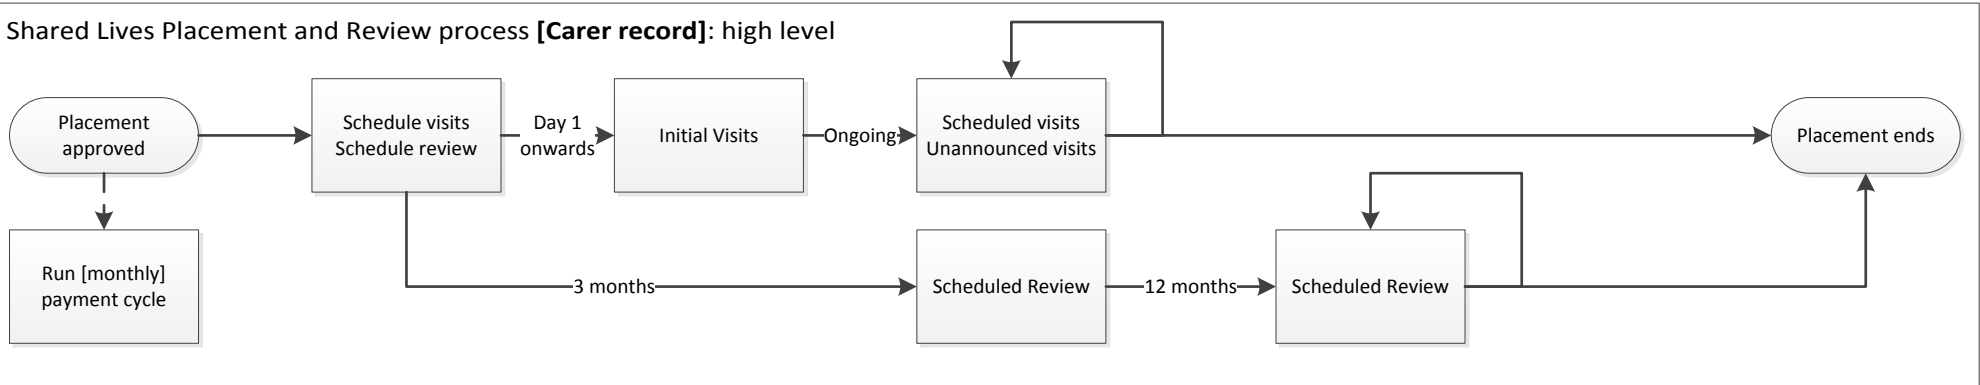 Shared Lives Placement and Review process [Carer record]: high level
Placement
approved
Schedule visits
Schedule review
Day 1
onwards
Initial Visits
Ongoing
Scheduled visits
Unannounced visits
Placement ends
Run [monthly]
payment cycle
3 months
Scheduled Review
12 months
Scheduled Review